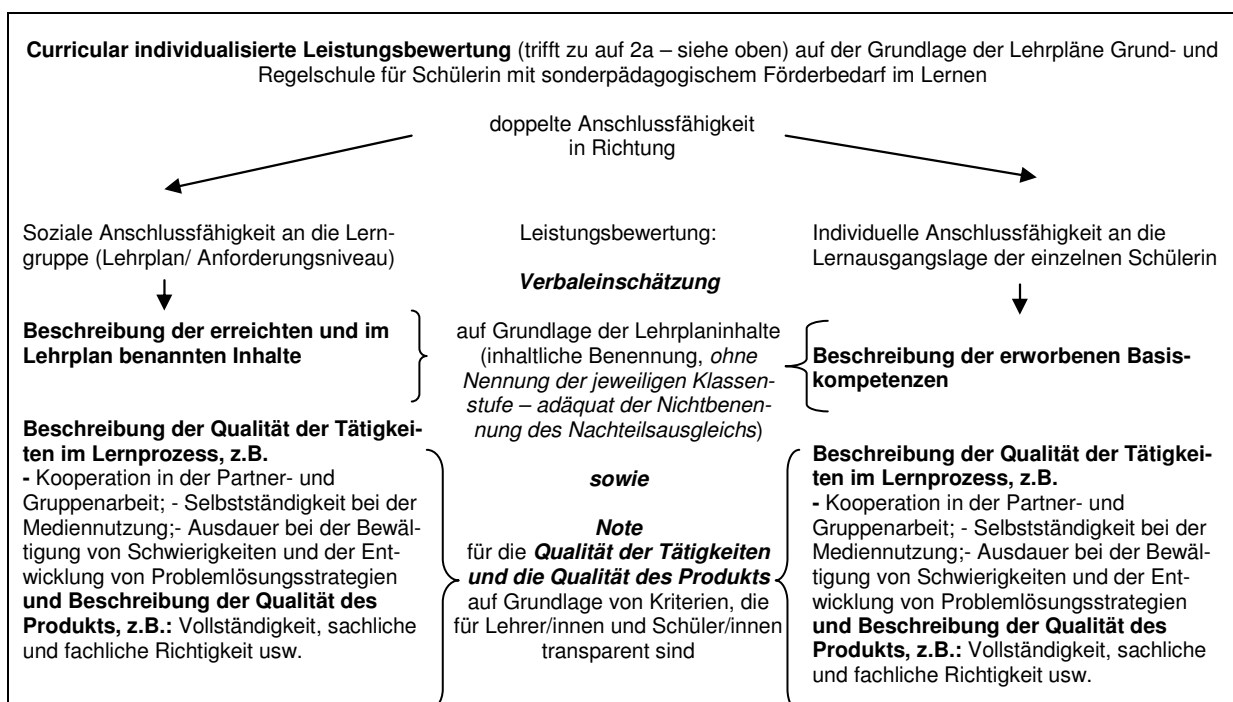 Curricular individualisierte Leistungsbewertung (trifft zu auf 2a – siehe oben) auf der Grundlage der Lehrpläne Grund- und
Regelschule für Schülerin mit sonderpädagogischem Förderbedarf im Lernen
doppelte Anschlussfähigkeit
in Richtung
Soziale Anschlussfähigkeit an die Lern-
gruppe (Lehrplan/ Anforderungsniveau)
Beschreibung der erreichten und im
Lehrplan benannten Inhalte
Beschreibung der Qualität der Tätigkei-
ten im Lernprozess, z.B.
- Kooperation in der Partner- und
Gruppenarbeit; - Selbstständigkeit bei der
Mediennutzung;- Ausdauer bei der Bewäl-
tigung von Schwierigkeiten und der Ent-
wicklung von Problemlösungsstrategien
und Beschreibung der Qualität des
Produkts, z.B.: Vollständigkeit, sachliche
und fachliche Richtigkeit usw.
Leistungsbewertung:
Verbaleinschätzung
auf Grundlage der Lehrplaninhalte
(inhaltliche Benennung, ohne
Nennung der jeweiligen Klassen-
stufe – adäquat der Nichtbenen-
nung des Nachteilsausgleichs)
sowie
Note
für die Qualität der Tätigkeiten
und die Qualität des Produkts
auf Grundlage von Kriterien, die
für Lehrer/innen und Schüler/innen
transparent sind
Individuelle Anschlussfähigkeit an die
Lernausgangslage der einzelnen Schülerin
Beschreibung der erworbenen Basis-
kompetenzen
Beschreibung der Qualität der Tätigkei-
ten im Lernprozess, z.B.
- Kooperation in der Partner- und
Gruppenarbeit; - Selbstständigkeit bei der
Mediennutzung;- Ausdauer bei der Bewäl-
tigung von Schwierigkeiten und der Ent-
wicklung von Problemlösungsstrategien
und Beschreibung der Qualität des
Produkts, z.B.: Vollständigkeit, sachliche
und fachliche Richtigkeit usw.